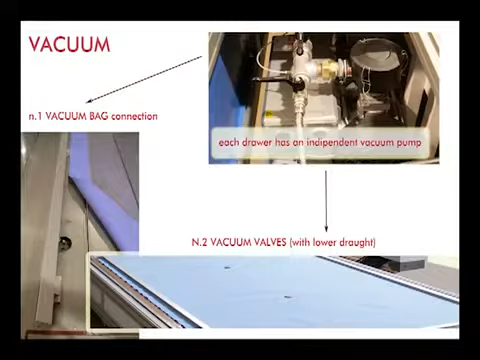 VACUUM
n.1 VACUUM BAG connection
each drawer has an indipendent vacuum pump
N.2 VACUUM VALVES (with lower draught)